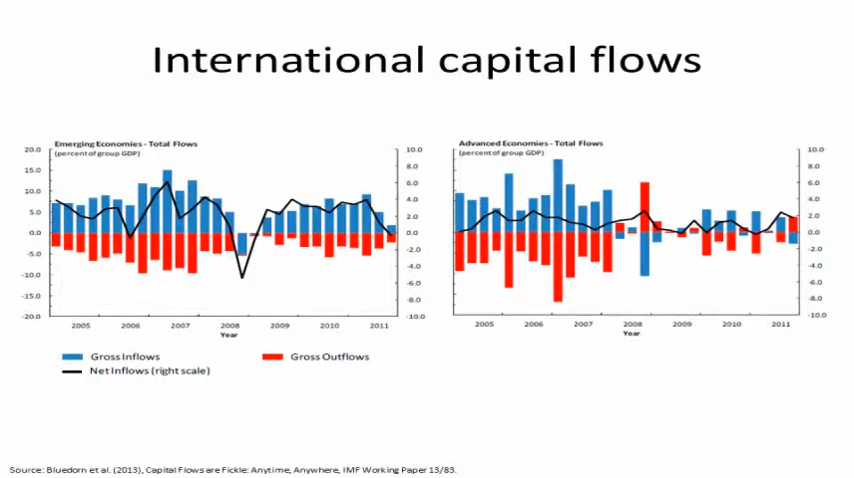 International capital flows
Emerging Economies - Total Flows
(percent of group GDP)
20.0
15.0
10.0
5.0
0.0
-5.0
-10.0
-15.0
-20.0
10.0
8.0
6.0
4.0
2.0
0.0
-2.0
-4.0
-6.0
-8.0
-10.0
2005 2006 2007 2008 2009 2010 2011
Year
Advanced Economies - Total Flows
(percent of group GDP)
10.0
8.0
6.0
4.0
2.0
0.0
-2.0
-4.0
-6.0
-8.0
-10.0
2005 2006 2007 2008 2009 2010 2011
Year
Gross Inflows
Gross Outflows
Net Inflows (right scale)
Source: Bluedorn et al. (2013), Capital Flows are Fickle: Anytime, Anywhere, IMF Working Paper 13/83.